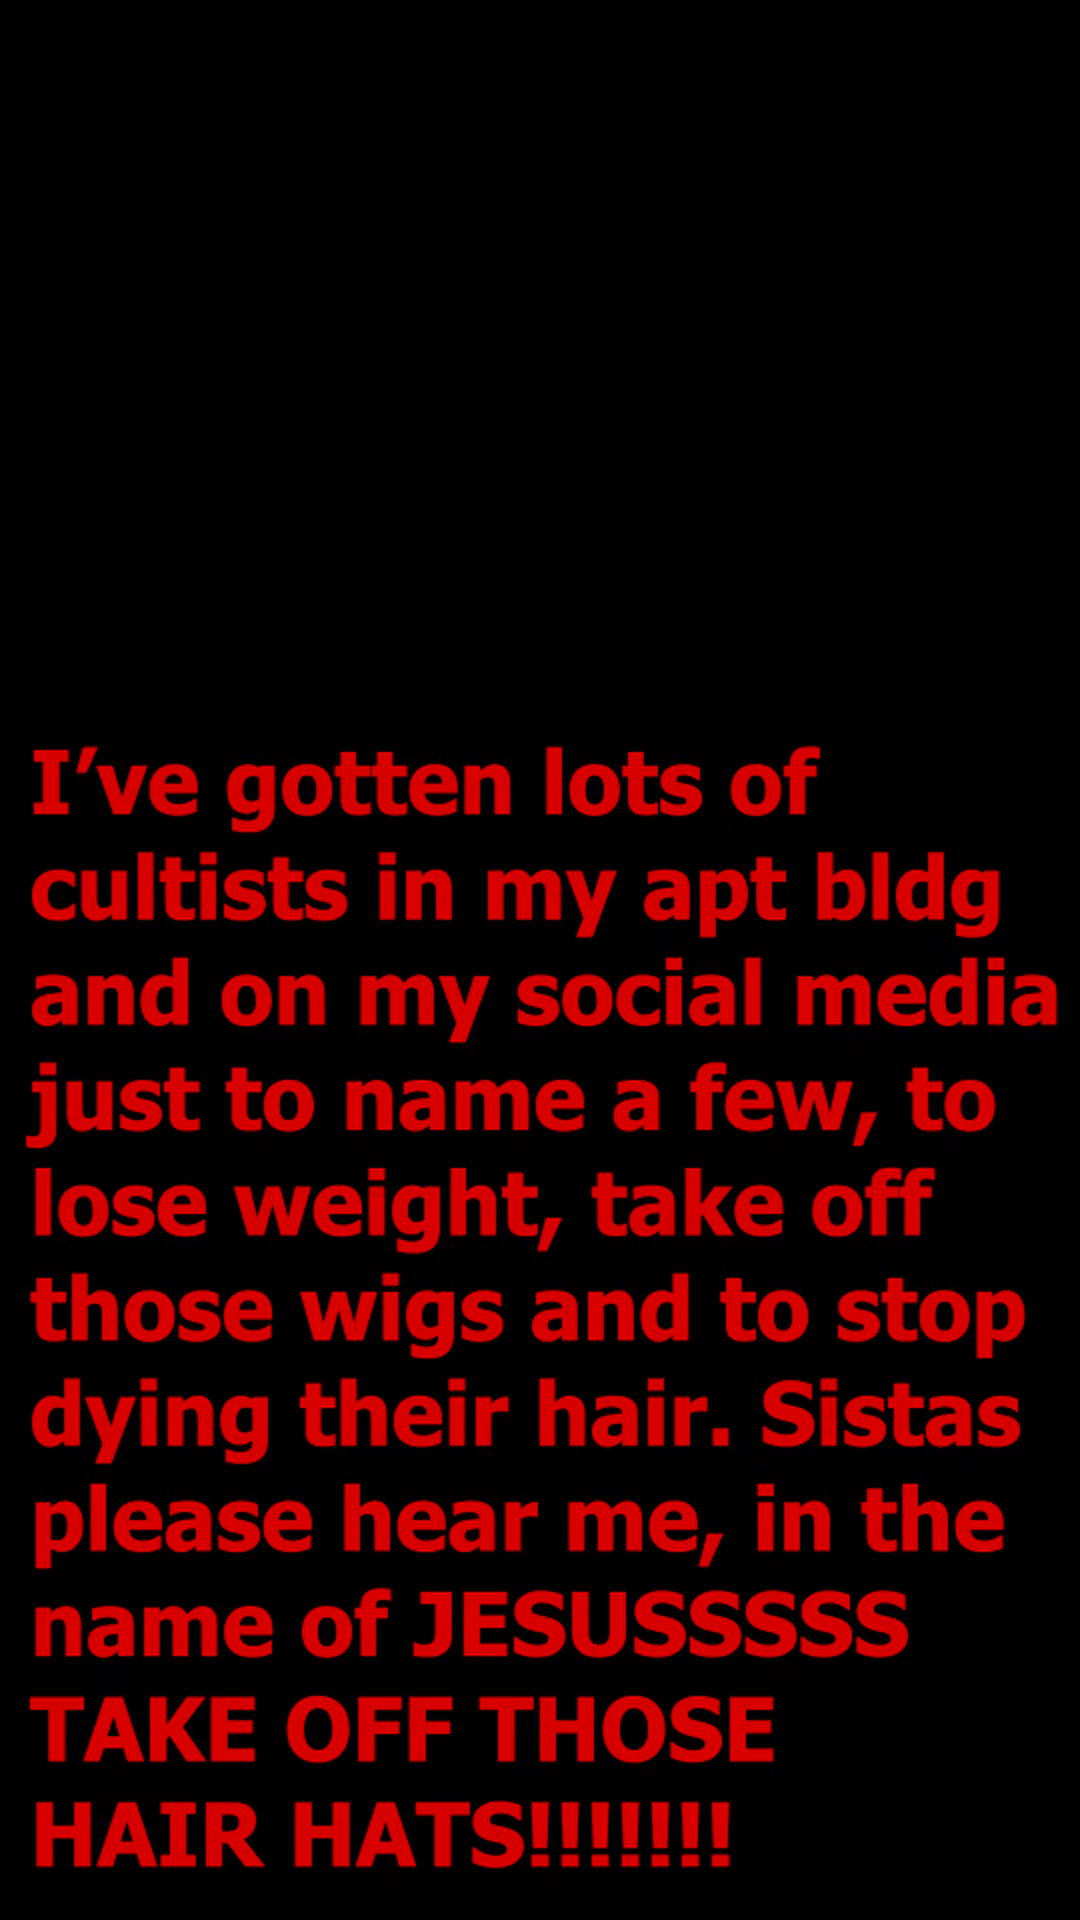 I’ve gotten lots of
cultists in my apt bldg
and on my social media
just to name a few, to
lose weight, take off
those wigs and to stop
dying their hair. Sistas
please hear me, in the
name of JESUSSSSS
TAKE OFF THOSE
HAIR HATS!!!!!!!